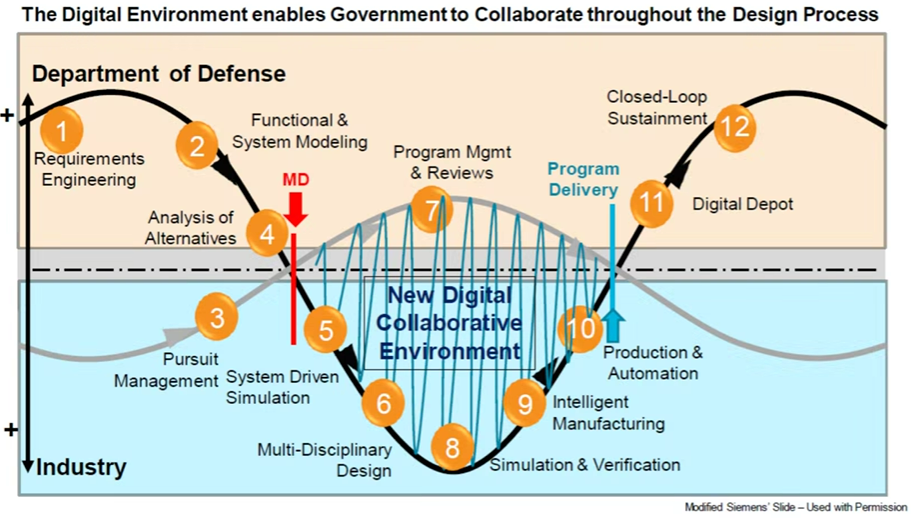 The Digital Environment enables Government to Collaborate throughout the Design Process
Department of Defense
+
1
Requirements
Engineering
2
Functional &
System Modeling
Analysis of
Alternatives
4
MD
Program Mgmt
& Reviews
7
Program
Delivery
Closed-Loop
Sustainment
12
11
Digital Depot
3
Pursuit
Management
5
System Driven
Simulation
New Digital
Collaborative
Environment
10
Production &
Automation
6
Multi-Disciplinary
Design
8
Simulation & Verification
9
Intelligent
Manufacturing
+
Industry
Modified Siemens' Slide – Used with Permission